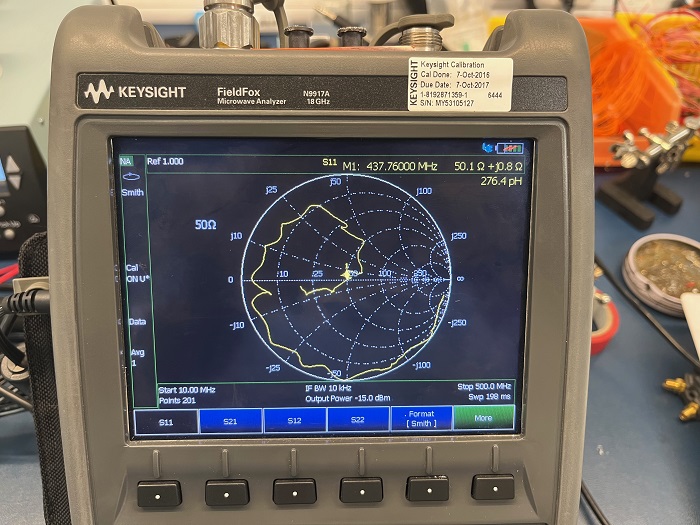 KEYSIGHT
FieldFox
Microwave Analyzer
N9917A
18 GHz
KEYSIGHT
Keysight Calibration
Cal Done: 7-Oct-2016
Due Date: 7-Oct-2017
1-8192871359-1 6444
S/N: MY53105127
NA
Ref 1.000
S11
M1: 437.76000 MHz 50.1 Ω +j0.8 Ω
276.4 pH
Smith
50Ω
j50
j25
j100
j10
j250
0
10
25
50
100
250
∞
-j10
-j250
-j25
-j100
-j50
Cal
ON U*
Data
Avg
1
Start 10.00 MHz
IF BW 10 kHz
Stop 500.0 MHz
Points 201
Output Power -15.0 dBm
Swp 198 ms
S11
S21
S12
S22
Format
[ Smith ]
More